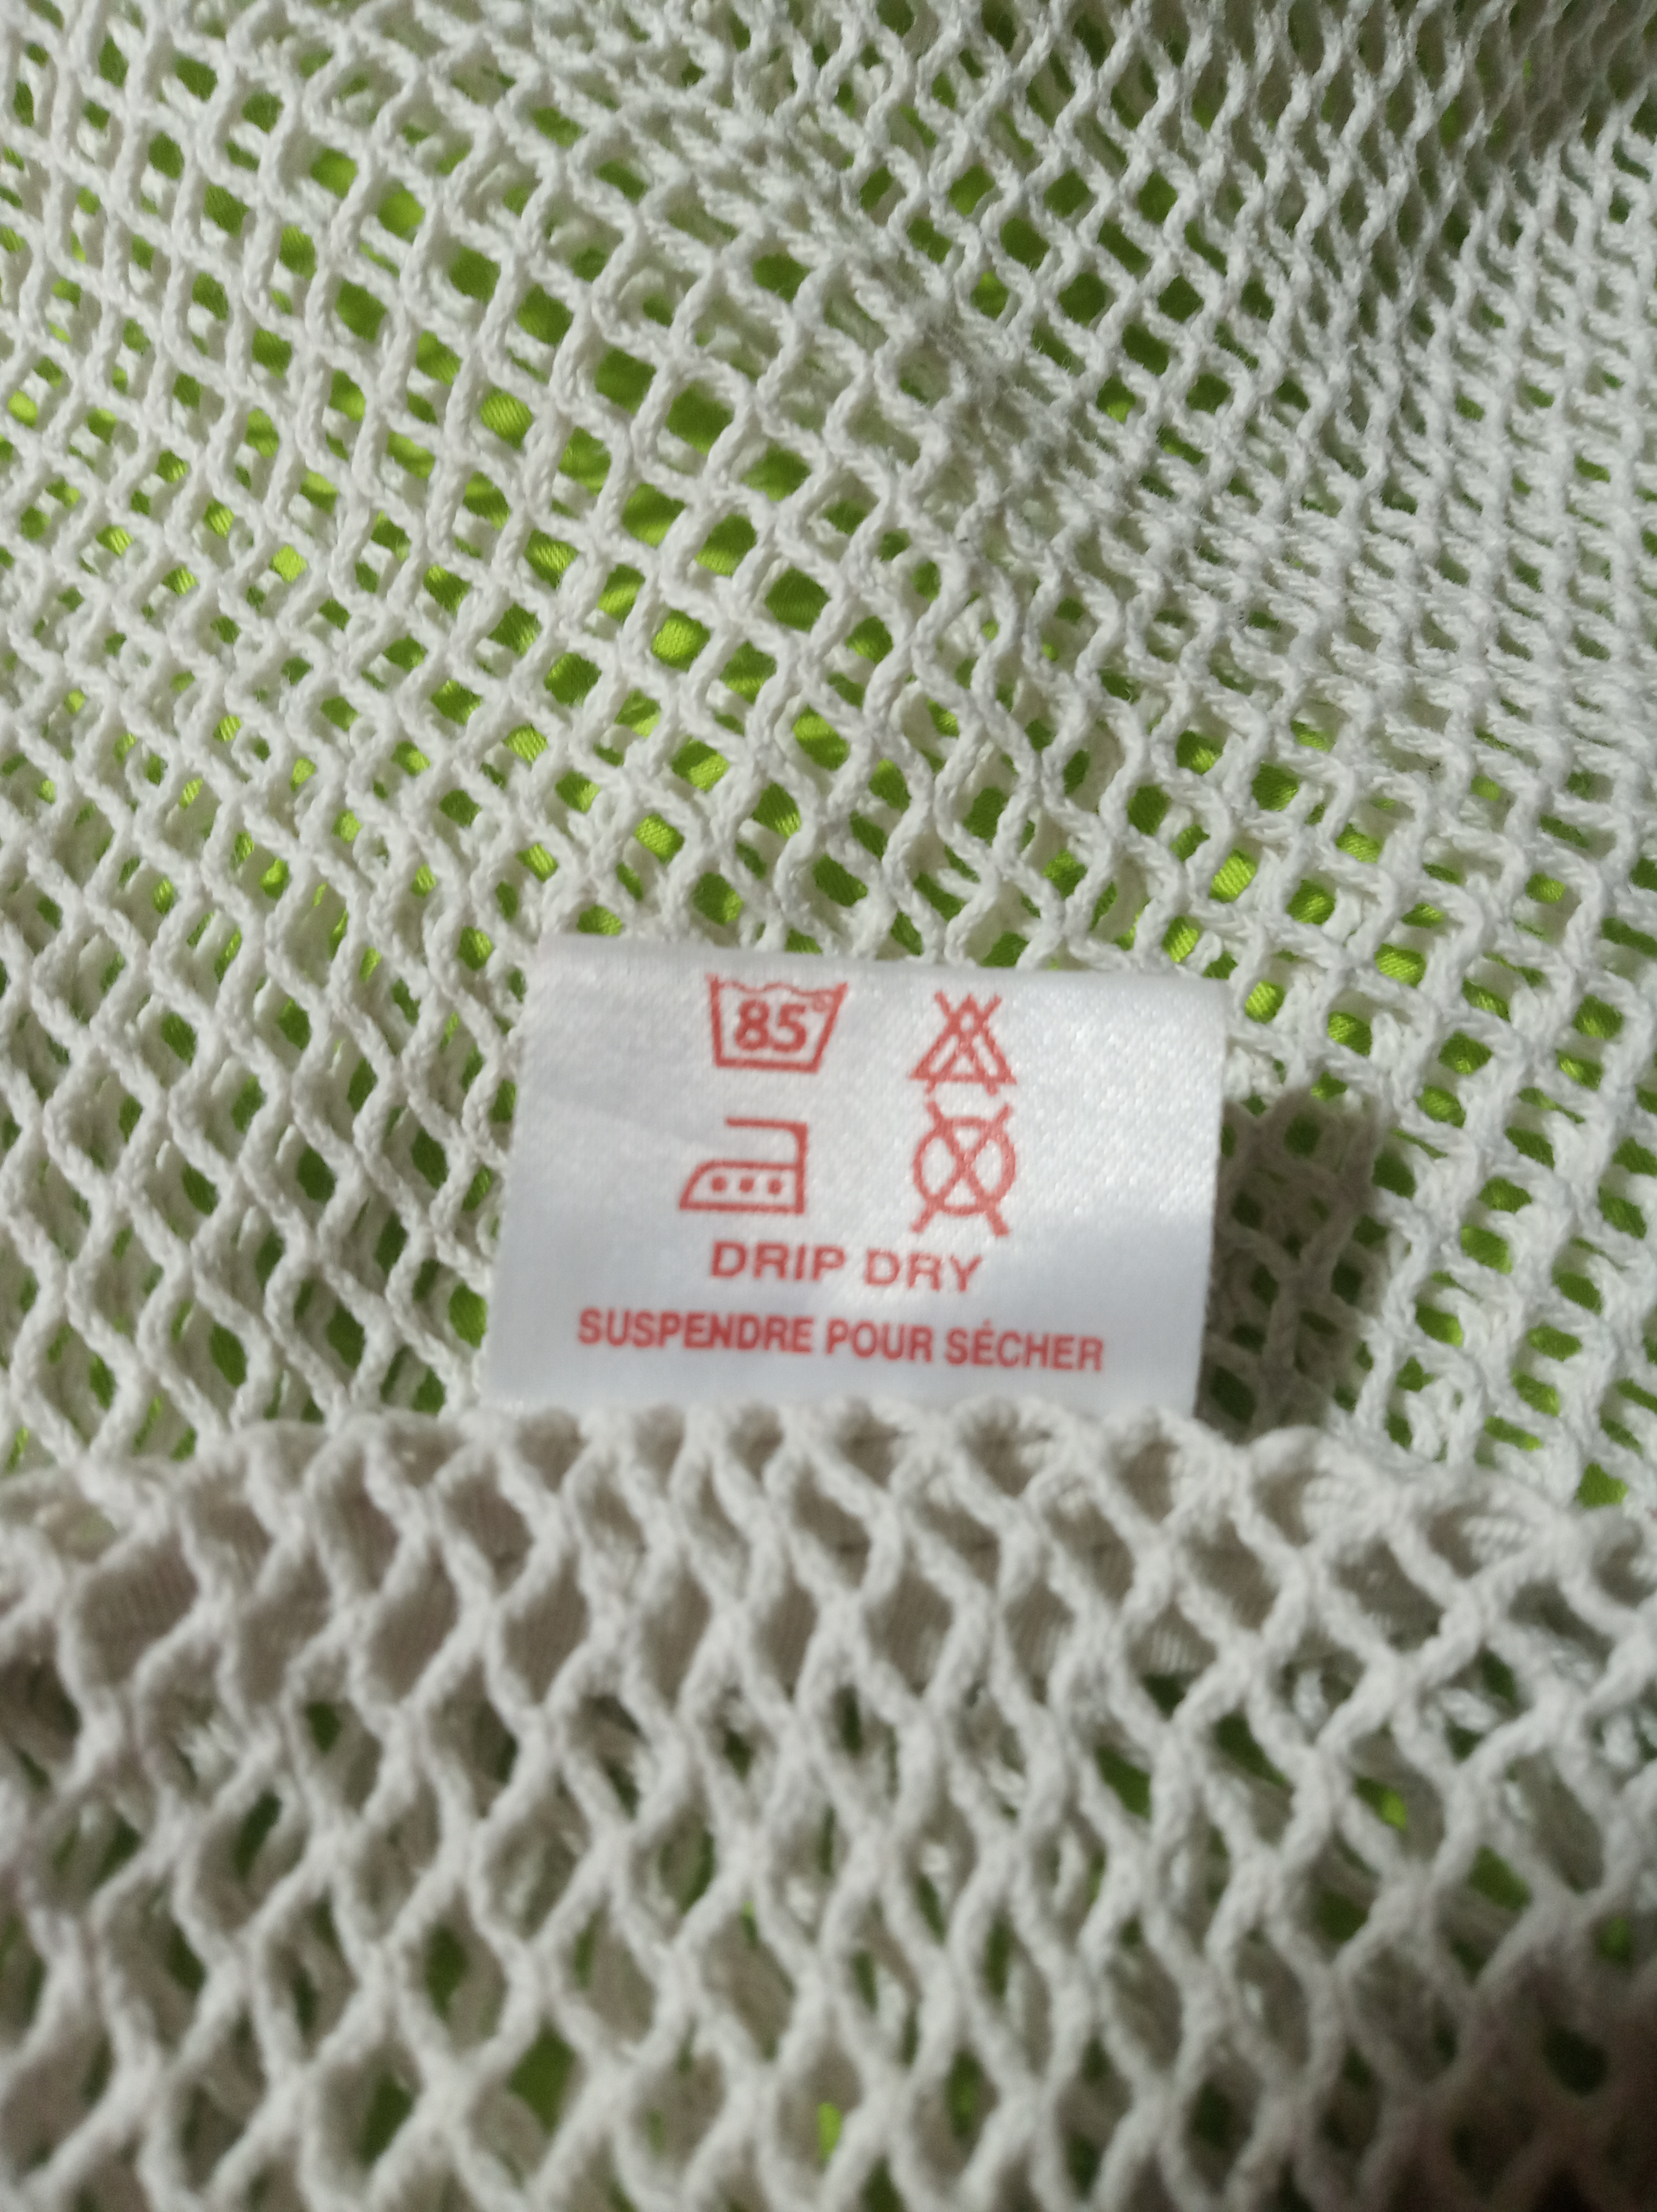 85°
DRIP DRY
SUSPENDRE POUR SÉCHER